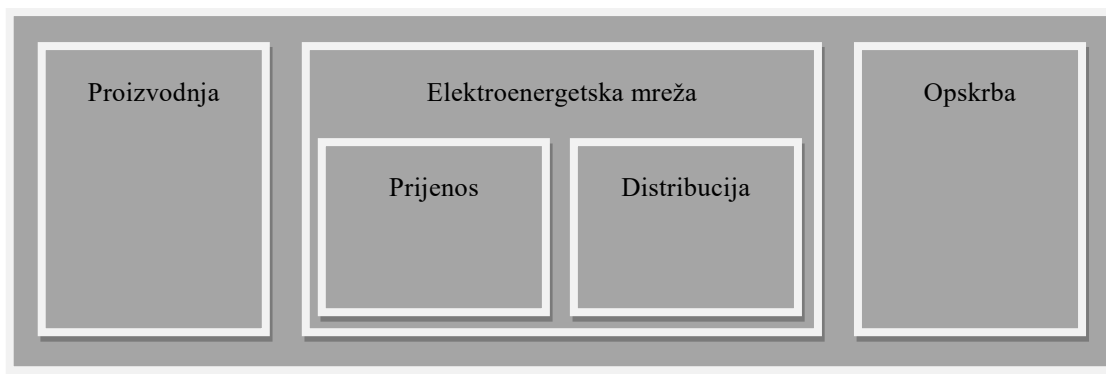 Proizvodnja
Elektroenergetska mreža
Opskrba
Prijenos
Distribucija